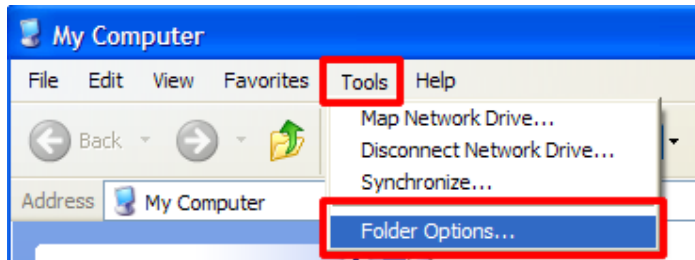 My Computer
File Edit View Favorites Tools Help
Map Network Drive...
Back
Disconnect Network Drive...
Synchronize...
Address My Computer
Folder Options...